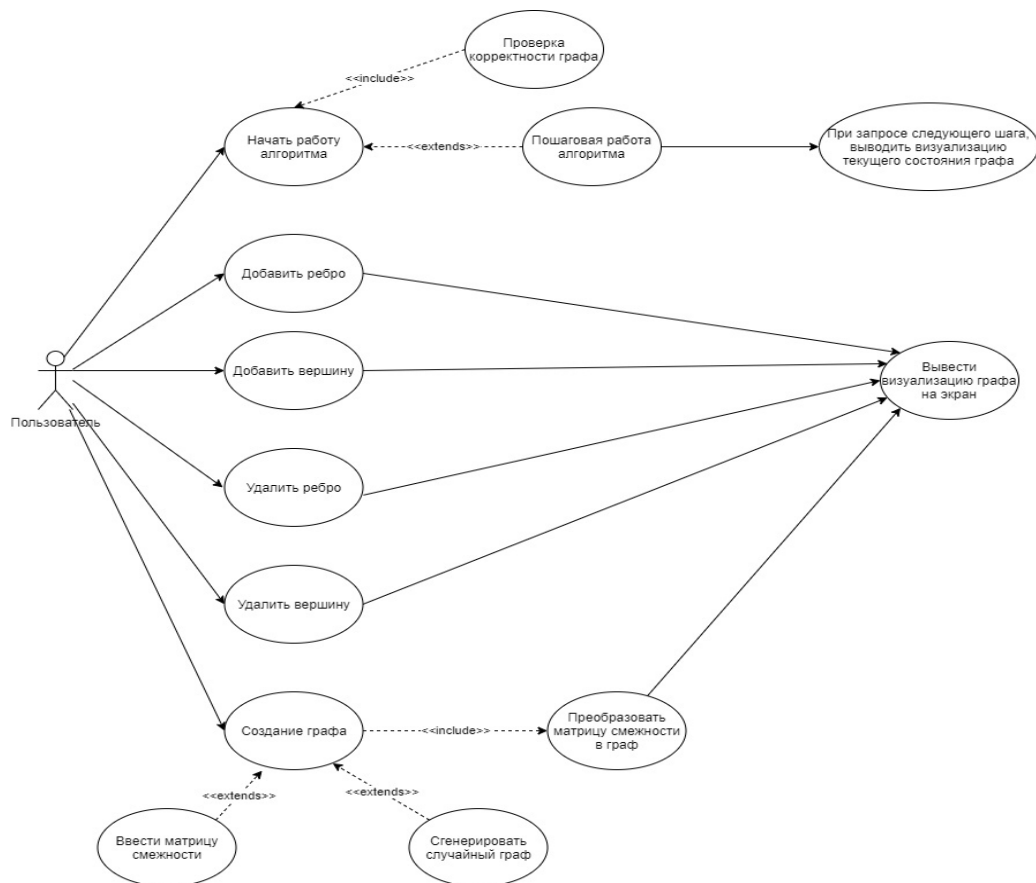 Проверка
корректности графа
<<include>>
Начать работу
алгоритма
<<extends>>
Пошаговая работа
алгоритма
При запросе следующего шага,
выводить визуализацию
текущего состояния графа
Добавить ребро
Добавить вершину
Вывести
визуализацию графа
на экран
Пользователь
Удалить ребро
Удалить вершину
Создание графа
<<include>>
Преобразовать
матрицу смежности
в граф
<<extends>>
<<extends>>
Ввести матрицу
смежности
Сгенерировать
случайный граф